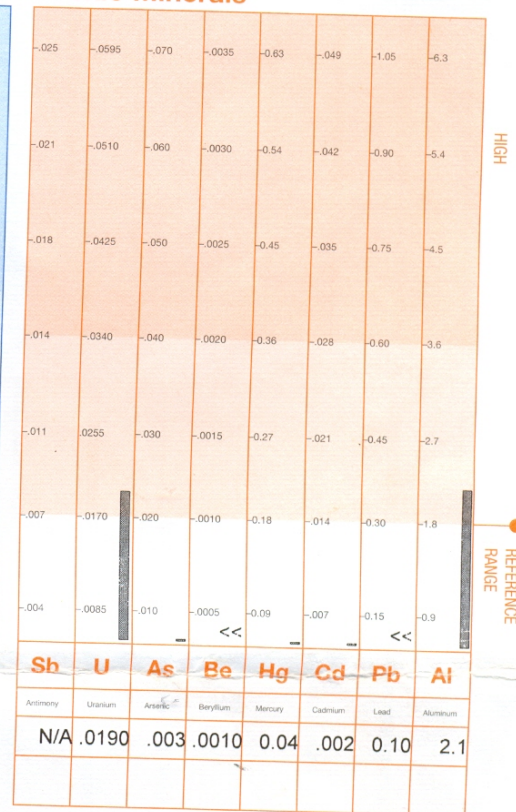 -.025 -.0595 -.070 -.0035 -0.63 -.049 -1.05 -6.3
-.021 -.0510 -.060 -.0030 -0.54 -.042 -0.90 -5.4
HIGH
-.018 -.0425 -.050 -.0025 -0.45 -.035 -0.75 -4.5
-.014 -.0340 -.040 -.0020 -0.36 -.028 -0.60 -3.6
-.011 .0255 -.030 -.0015 -0.27 -.021 -0.45 -2.7
-.007 -.0170 -.020 -.0010 -0.18 -.014 -0.30 -1.8
REFERENCE
RANGE
-.004 -.0085 -.010 -.0005 -0.09 -.007 -0.15 -0.9
<< <<
Sb U As Be Hg Cd Pb Al
Antimony Uranium Arsenic Beryllium Mercury Cadmium Lead Aluminum
N/A .0190 .003 .0010 0.04 .002 0.10 2.1